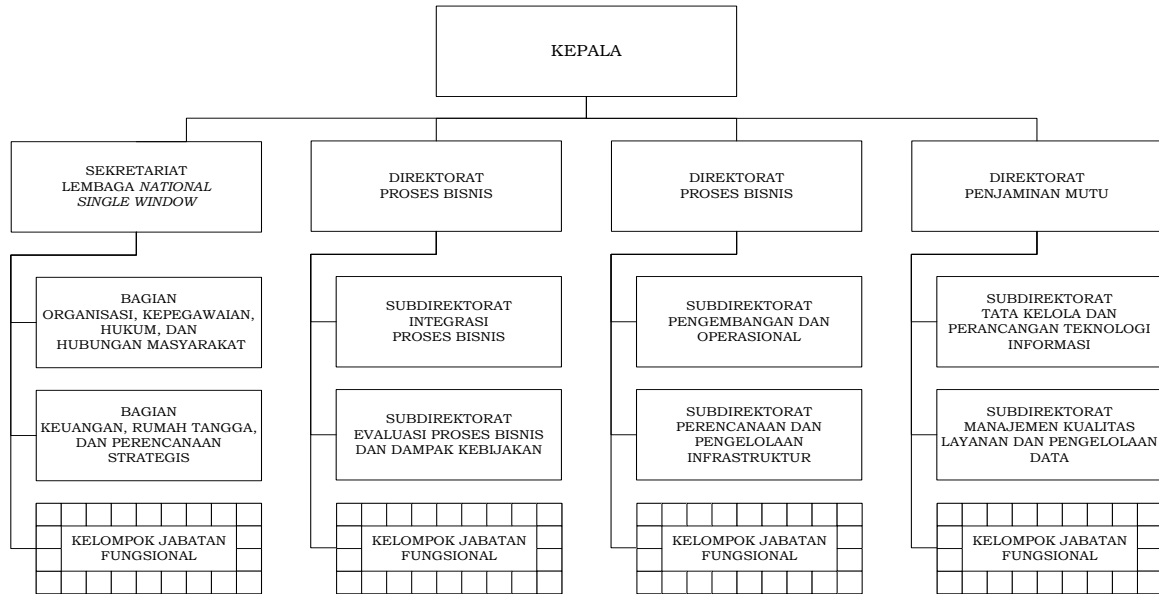 KEPALA
SEKRETARIAT
LEMBAGA NATIONAL
SINGLE WINDOW
DIREKTORAT
PROSES BISNIS
DIREKTORAT
PROSES BISNIS
DIREKTORAT
PENJAMINAN MUTU
BAGIAN
ORGANISASI, KEPEGAWAIAN,
HUKUM, DAN
HUBUNGAN MASYARAKAT
SUBDIREKTORAT
INTEGRASI
PROSES BISNIS
SUBDIREKTORAT
PENGEMBANGAN DAN
OPERASIONAL
SUBDIREKTORAT
TATA KELOLA DAN
PERANCANGAN TEKNOLOGI
INFORMASI
BAGIAN
KEUANGAN, RUMAH TANGGA,
DAN PERENCANAAN
STRATEGIS
SUBDIREKTORAT
EVALUASI PROSES BISNIS
DAN DAMPAK KEBIJAKAN
SUBDIREKTORAT
PERENCANAAN DAN
PENGELOLAAN
INFRASTRUKTUR
SUBDIREKTORAT
MANAJEMEN KUALITAS
LAYANAN DAN PENGELOLAAN
DATA
KELOMPOK JABATAN
FUNGSIONAL
KELOMPOK JABATAN
FUNGSIONAL
KELOMPOK JABATAN
FUNGSIONAL
KELOMPOK JABATAN
FUNGSIONAL